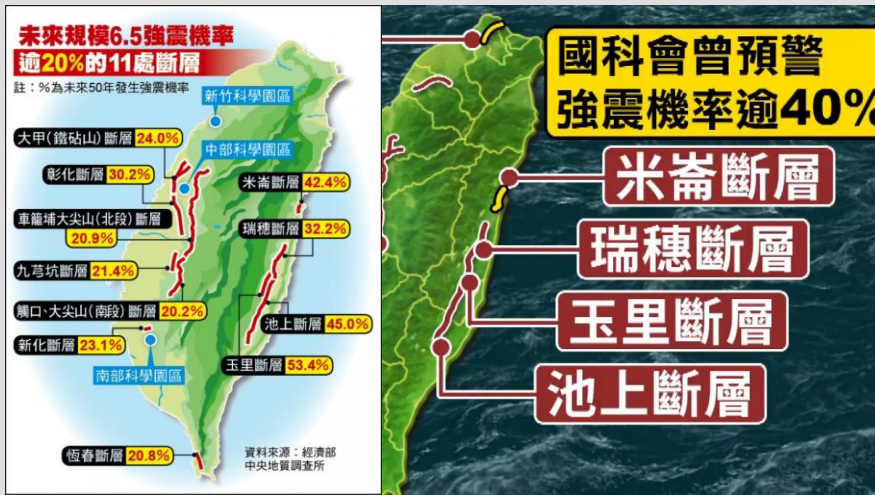 未來規模6.5強震機率
逾20%的11處斷層
註：%為未來50年發生強震機率
新竹科學園區
大甲(鐵砧山)斷層 24.0%
中部科學園區
彰化斷層 30.2%
米崙斷層 42.4%
車籠埔大尖山(北段)斷層
20.9%
瑞穗斷層 32.2%
九芎坑斷層 21.4%
觸口、大尖山(南段)斷層 20.2%
池上斷層 45.0%
新化斷層 23.1%
玉里斷層 53.4%
南部科學園區
恆春斷層 20.8%
資料來源：經濟部
中央地質調查所
國科會曾預警
強震機率逾40%
米崙斷層
瑞穗斷層
玉里斷層
池上斷層